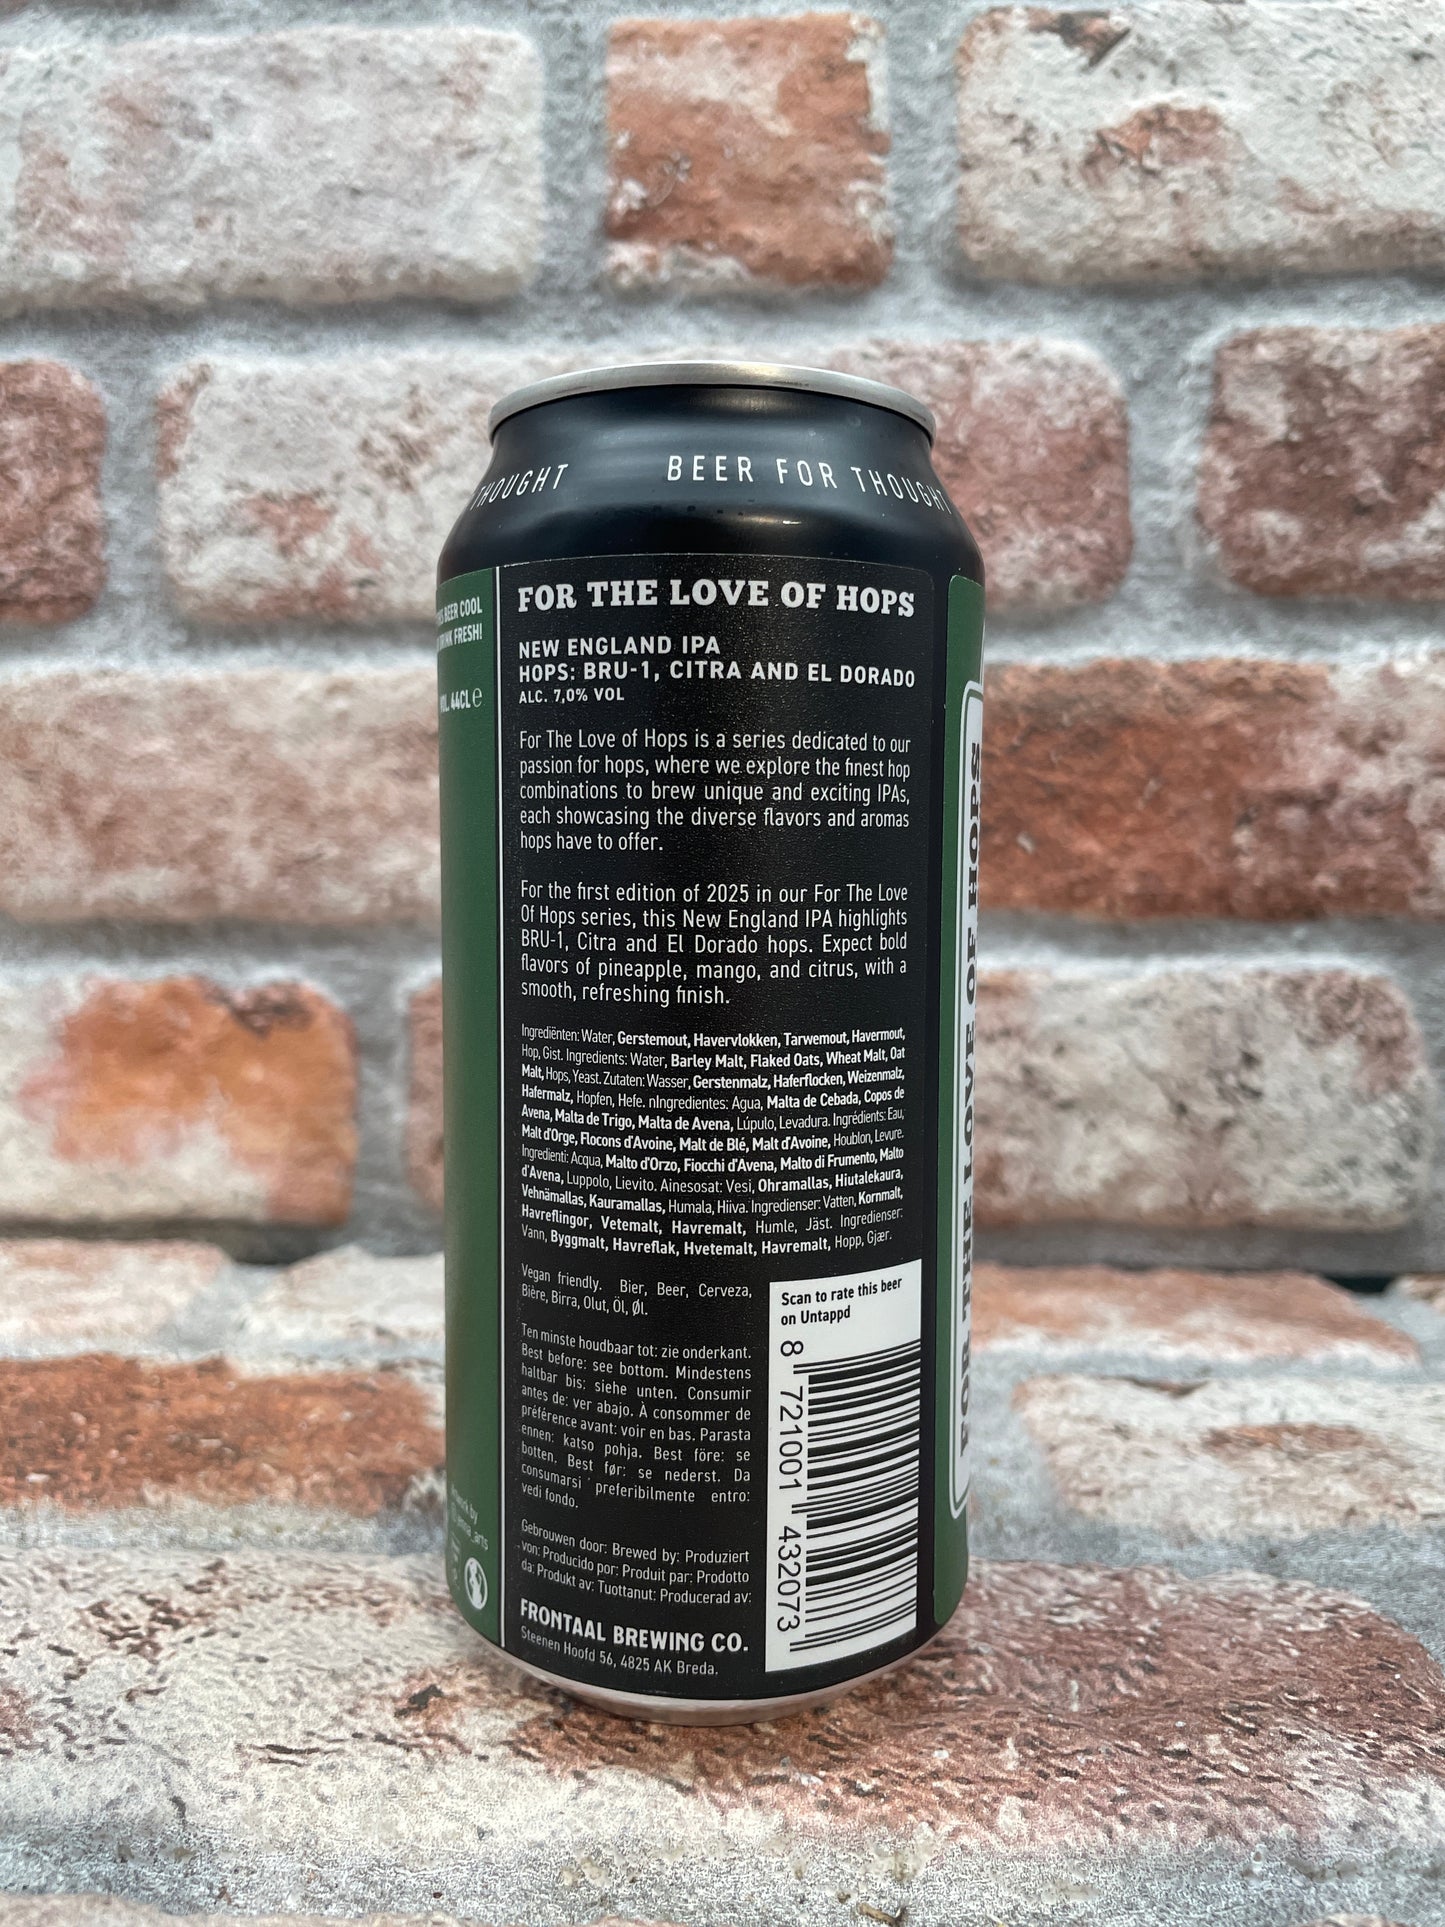 THOUGHT BEER FOR THOUGHT
BEER COOL
DRINK FRESH!
VOL. 44CL e
FOR THE LOVE OF HOPS
NEW ENGLAND IPA
HOPS: BRU-1, CITRA AND EL DORADO
ALC. 7,0% VOL
For The Love of Hops is a series dedicated to our
passion for hops, where we explore the finest hop
combinations to brew unique and exciting IPAs,
each showcasing the diverse flavors and aromas
hops have to offer.
For the first edition of 2025 in our For The Love
Of Hops series, this New England IPA highlights
BRU-1, Citra and El Dorado hops. Expect bold
flavors of pineapple, mango, and citrus, with a
smooth, refreshing finish.
Ingrediënten: Water, Gerstemout, Havervlokken, Tarwemout, Havermout,
Hop, Gist. Ingredients: Water, Barley Malt, Flaked Oats, Wheat Malt, Oat
Malt, Hops, Yeast. Zutaten: Wasser, Gerstenmalz, Haferflocken, Weizenmalz,
Hafermalz, Hopfen, Hefe. nIngredientes: Agua, Malta de Cebada, Copos de
Avena, Malta de Trigo, Malta de Avena, Lúpulo, Levadura. Ingrédients: Eau,
Malt d'Orge, Flocons d'Avoine, Malt de Blé, Malt d'Avoine, Houblon, Levure.
Ingredienti: Acqua, Malto d'Orzo, Fiocchi d'Avena, Malto di Frumento, Malto
d'Avena, Luppolo, Lievito. Ainesosat: Vesi, Ohramallas, Hiutalekaura,
Vehnämallas, Kauramallas, Humala, Hiiva. Ingredienser: Vatten, Kornmalt,
Havreflingor, Vetemalt, Havremalt, Humle, Jäst. Ingredienser:
Vann, Byggmalt, Havreflak, Hvetemalt, Havremalt, Hopp, Gjær.
Vegan friendly. Bier, Beer, Cerveza,
Bière, Birra, Olut, Öl, Øl.
Ten minste houdbaar tot: zie onderkant.
Best before: see bottom. Mindestens
haltbar bis: siehe unten. Consumir
antes de: ver abajo. À consommer de
préférence avant: voir en bas. Parasta
ennen: katso pohja. Best före: se
botten. Best før: se nederst. Da
consumarsi preferibilmente entro:
vedi fondo.
Gebrouwen door: Brewed by: Produziert
von: Producido por: Produit par: Prodotto
da: Produkt av: Tuottanut: Producerad av:
FRONTAAL BREWING CO.
Steenen Hoofd 56, 4825 AK Breda.
Scan to rate this beer
on Untappd
8 721001 432073
FOR THE LOVE OF HOPS